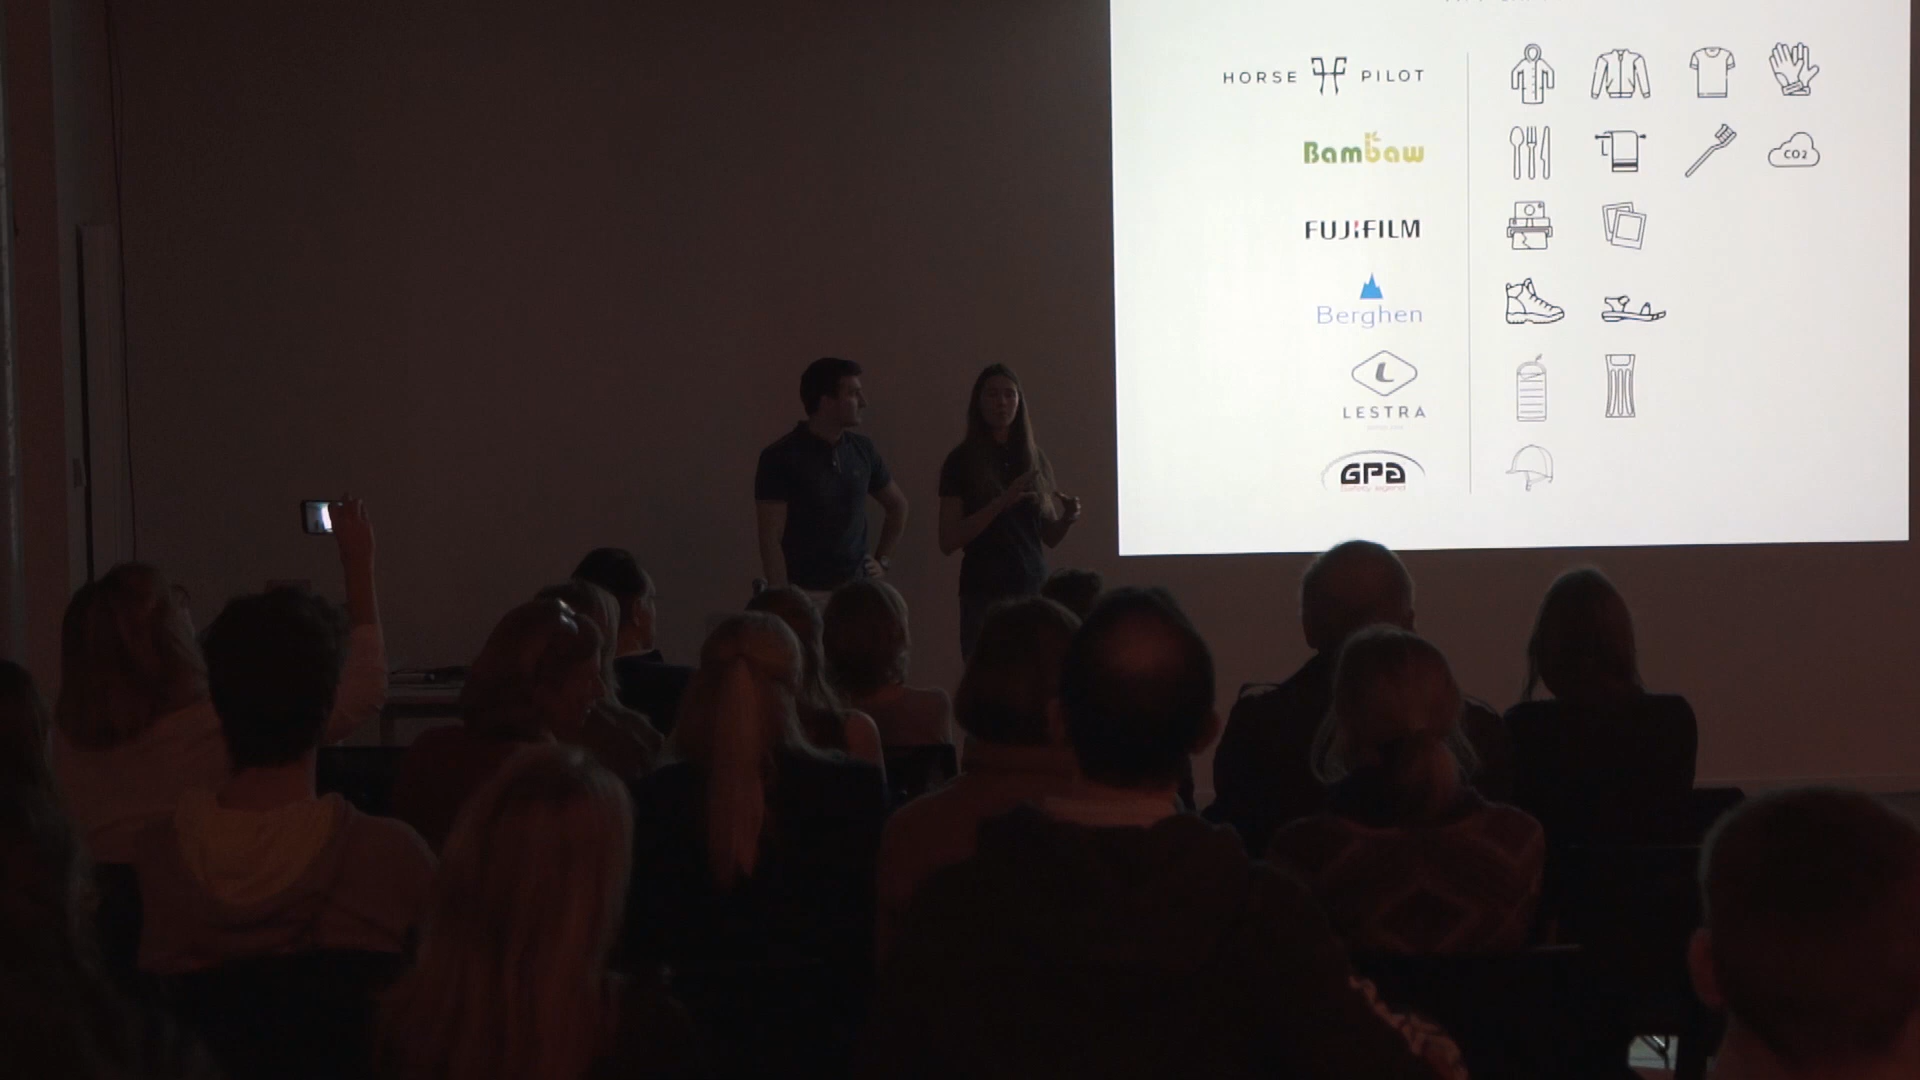 HORSE PILOT
Bambaw
CO2
FUJIFILM
Berghen
LESTRA
GPA